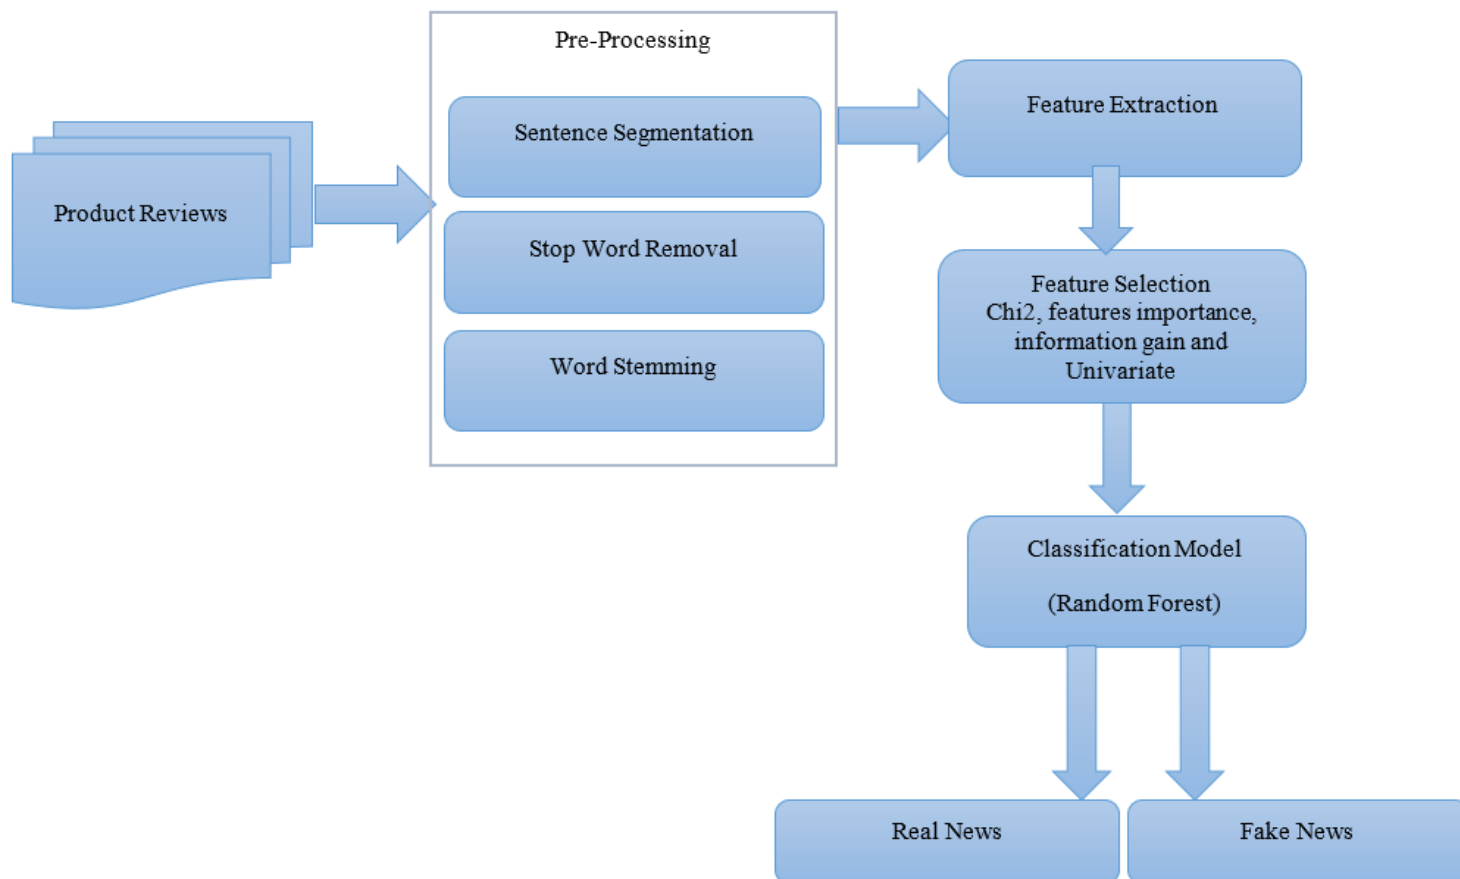 Product Reviews
Pre-Processing
Sentence Segmentation
Stop Word Removal
Word Stemming
Feature Extraction
Feature Selection
Chi2, features importance,
information gain and
Univariate
Classification Model
(Random Forest)
Real News
Fake News